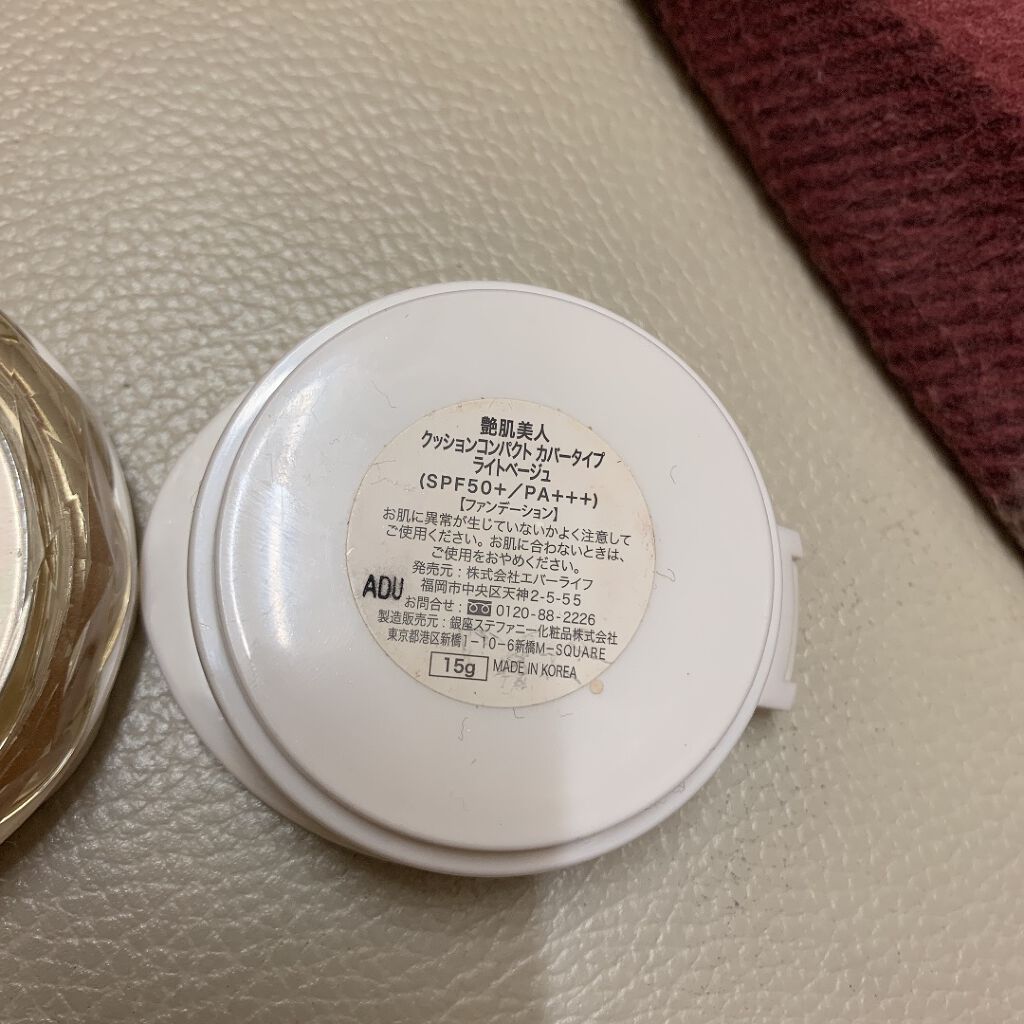 艶肌美人
クッションコンパクト カバータイプ
ライトベージュ
(SPF50+/PA+++)
【ファンデーション】
お肌に異常が生じていないかよく注意して
ご使用ください。お肌に合わないときは、
ご使用をおやめください。
発売元:株式会社エバーライフ
ADU 福岡市中央区天神2-5-55
お問合せ: 0120-88-2226
製造販売元:銀座ステファニー化粧品株式会社
東京都港区新橋1-10-6新橋M-SQUARE
15g MADE IN KOREA